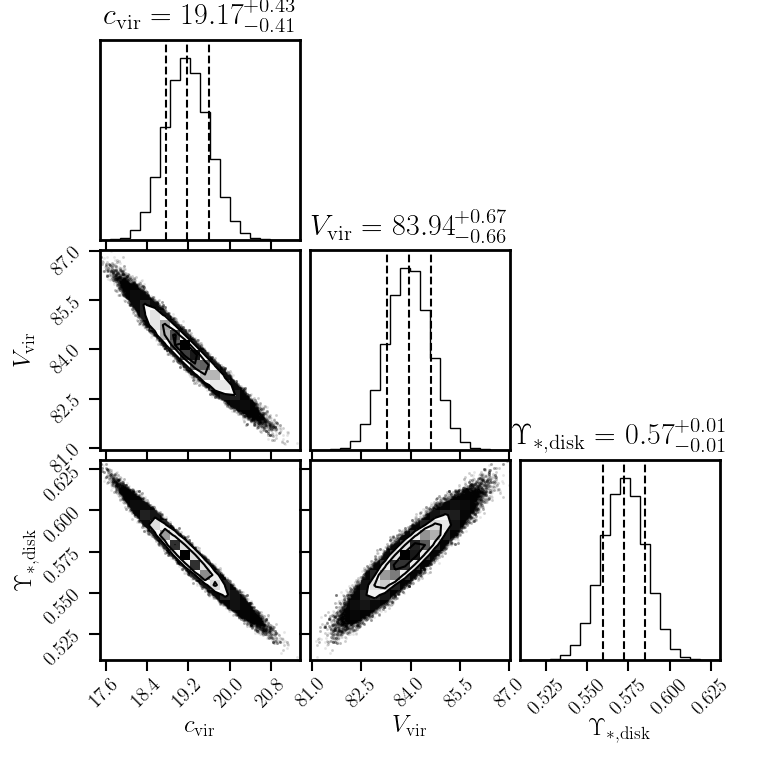 c_vir = 19.17 +0.43 −0.41
V_vir = 83.94 +0.67 −0.66
87.0
85.5
84.0
82.5
81.0
V_vir
Υ_*,disk = 0.57 +0.01 −0.01
0.625
0.600
0.575
0.550
0.525
Υ_*,disk
17.6 18.4 19.2 20.0 20.8
c_vir
81.0 82.5 84.0 85.5 87.0
V_vir
0.525 0.550 0.575 0.600 0.625
Υ_*,disk